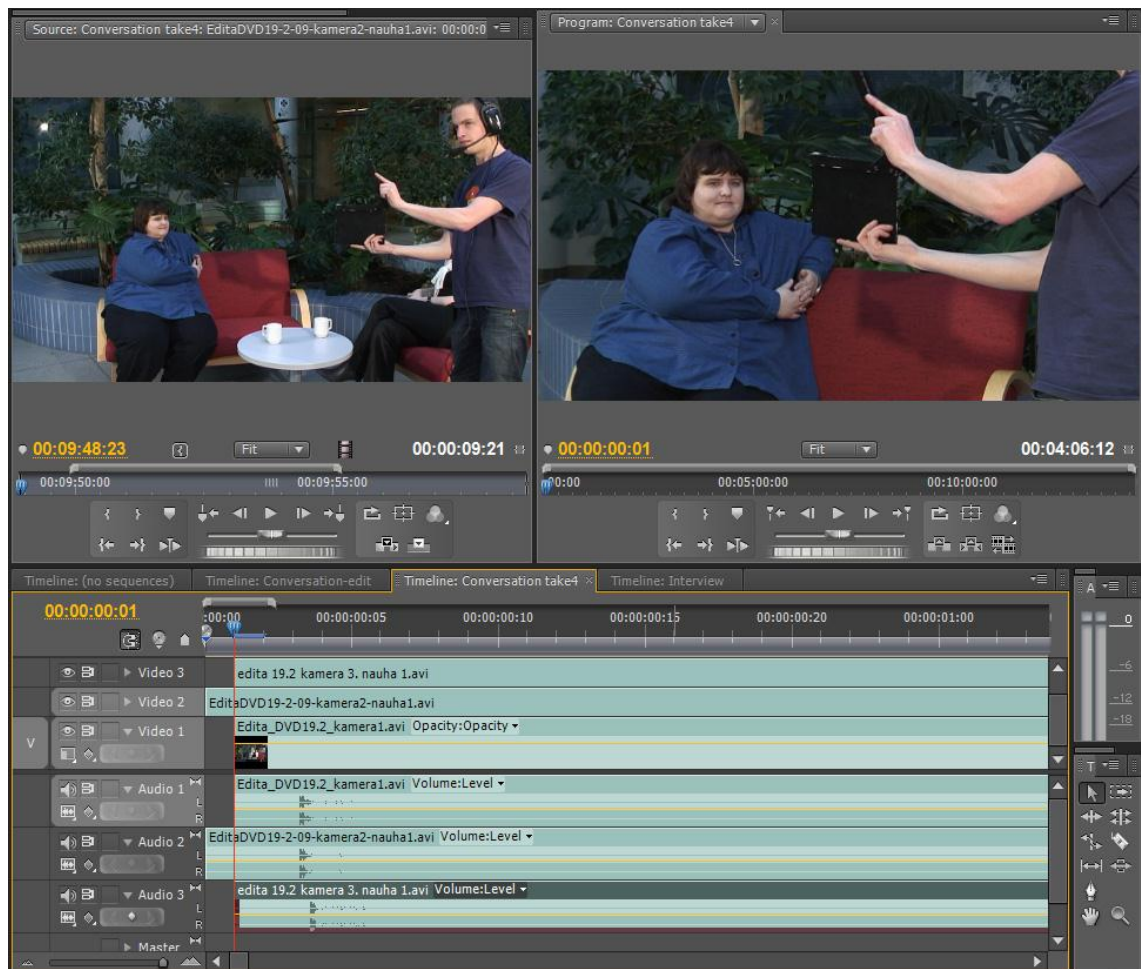 Source: Conversation take4: EditaDVD19-2-09-kamera2-nauha1.avi: 00:00:0
Program: Conversation take4
00:09:48:23 Fit 00:00:09:21
00:09:50:00 00:09:55:00
00:00:00:01 Fit 00:04:06:12
00:00 00:05:00:00 00:10:00:00
Timeline: (no sequences) Timeline: Conversation-edit Timeline: Conversation take4 Timeline: Interview
00:00:00:01
:00:00 00:00:00:05 00:00:00:10 00:00:00:15 00:00:00:20 00:00:01:00
Video 3 edita 19.2 kamera 3. nauha 1.avi
Video 2 EditaDVD19-2-09-kamera2-nauha1.avi
V Video 1 Edita_DVD19.2_kamera1.avi Opacity:Opacity
Audio 1 Edita_DVD19.2_kamera1.avi Volume:Level
L
R
Audio 2 EditaDVD19-2-09-kamera2-nauha1.avi Volume:Level
L
R
Audio 3 edita 19.2 kamera 3. nauha 1.avi Volume:Level
L
R
Master
A
0
-6
-12
-18
T